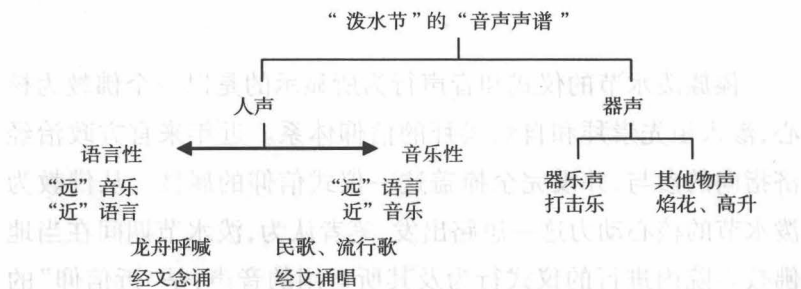 “泼水节”的“音声声谱”
人声 器声
语言性 音乐性 器乐声 其他物声
“远”音乐 “远”语言 打击乐 焰花、高升
“近”语言 “近”音乐
龙舟呼喊 民歌、流行歌
经文念诵 经文诵唱